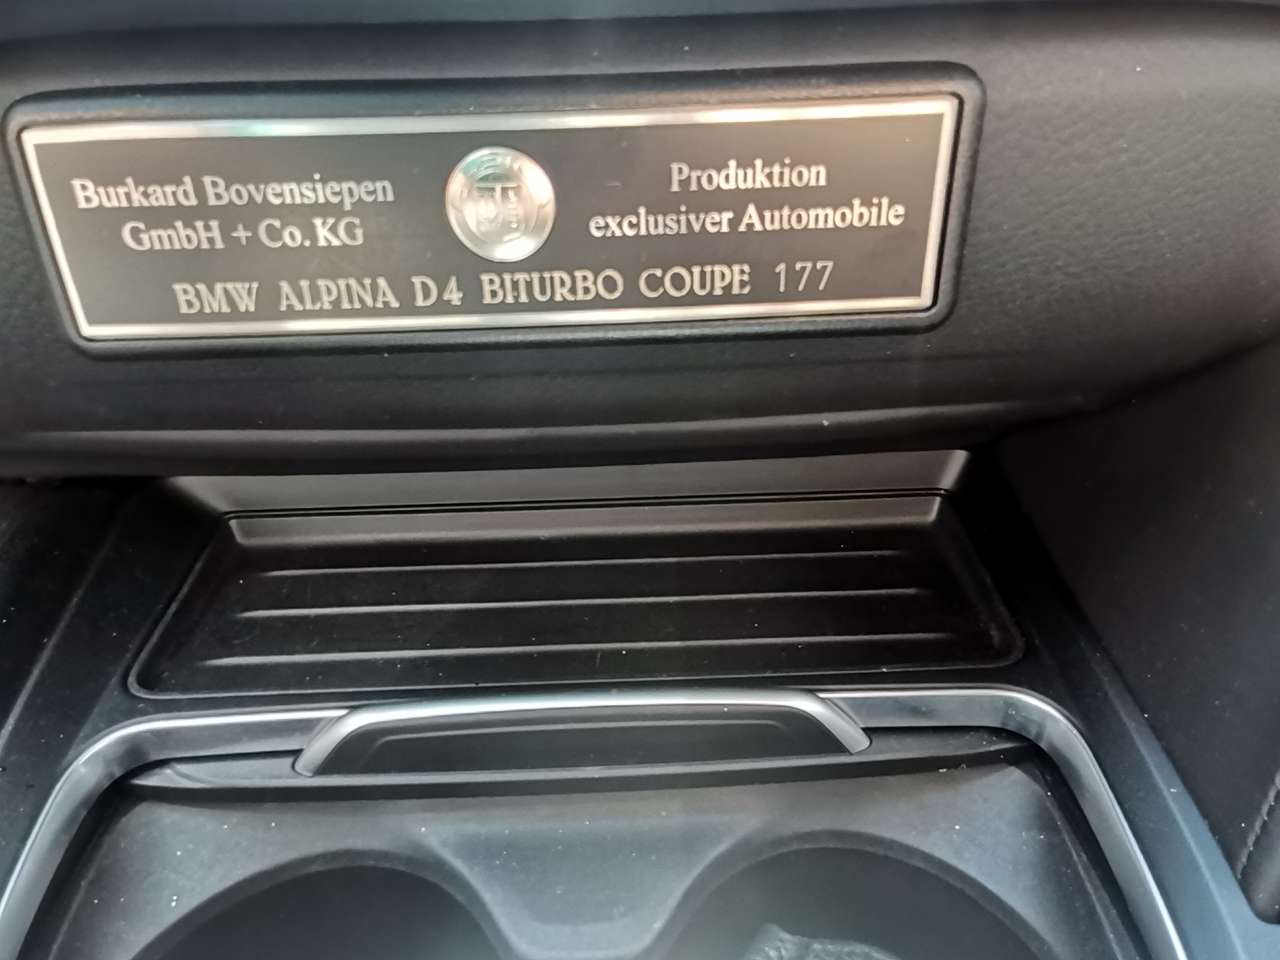 Burkard Bovensiepen
GmbH + Co. KG
Produktion
exclusiver Automobile
BMW ALPINA D4 BITURBO COUPE 177